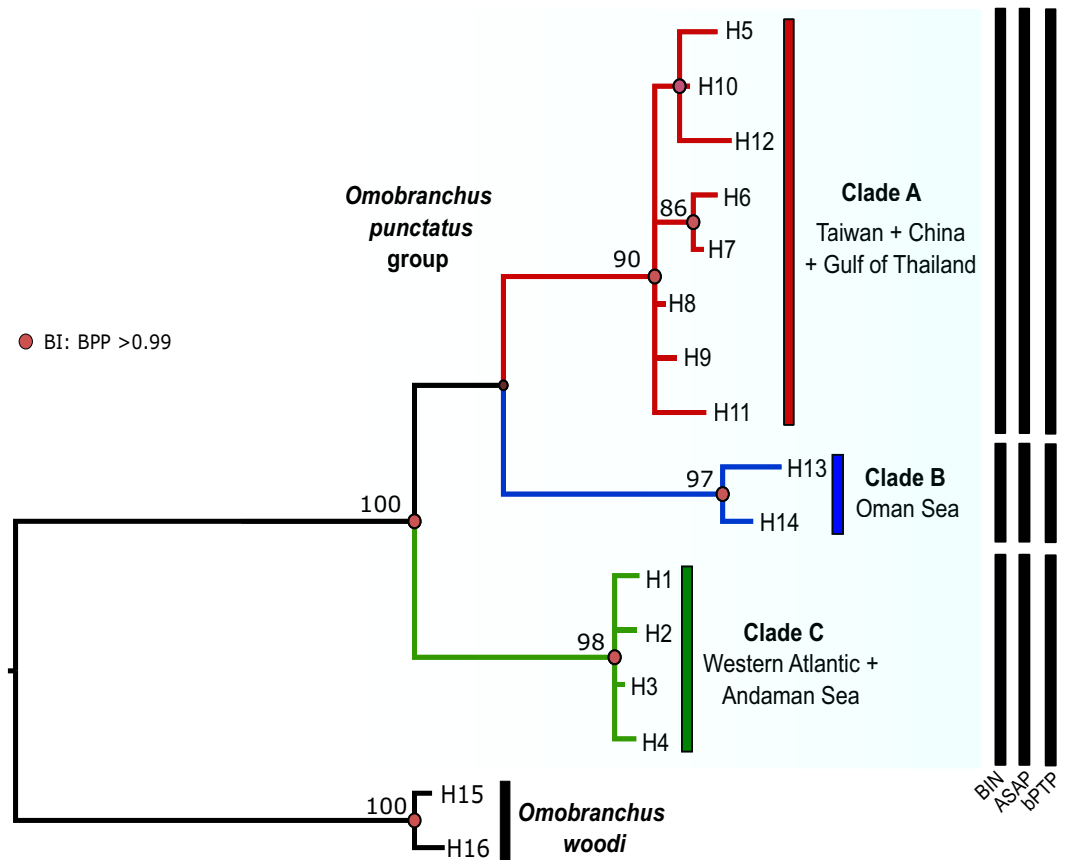 H5
H10
H12
Omobranchus
punctatus
group
H6
86
H7
Clade A
Taiwan + China
+ Gulf of Thailand
90
H8
BI: BPP >0.99
H9
H11
H13
97
Clade B
Oman Sea
H14
100
H1
H2
98
Clade C
Western Atlantic +
Andaman Sea
H3
H4
BIN
ASAP
bPTP
H15
100
Omobranchus
woodi
H16